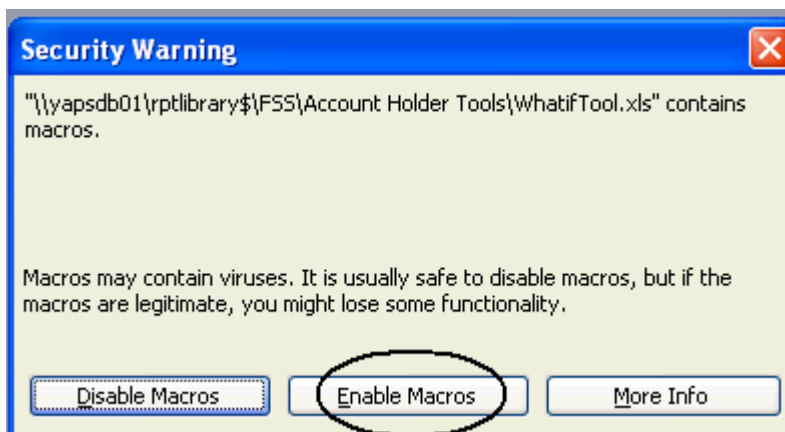 Security Warning
"\\yapsdb01\rptlibrary$\FSS\Account Holder Tools\WhatifTool.xls" contains
macros.
Macros may contain viruses. It is usually safe to disable macros, but if the
macros are legitimate, you might lose some functionality.
Disable Macros Enable Macros More Info